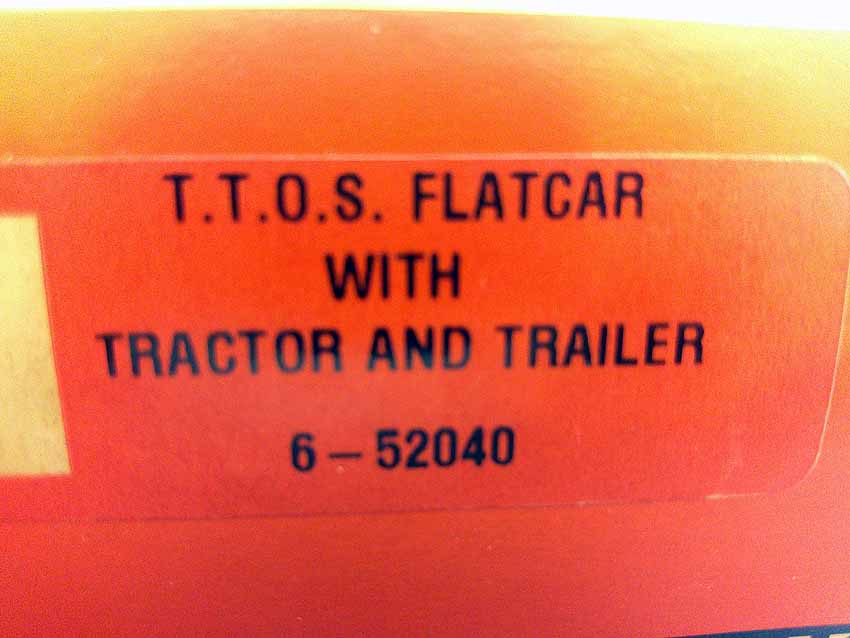 T.T.O.S. FLATCAR
WITH
TRACTOR AND TRAILER
6-52040